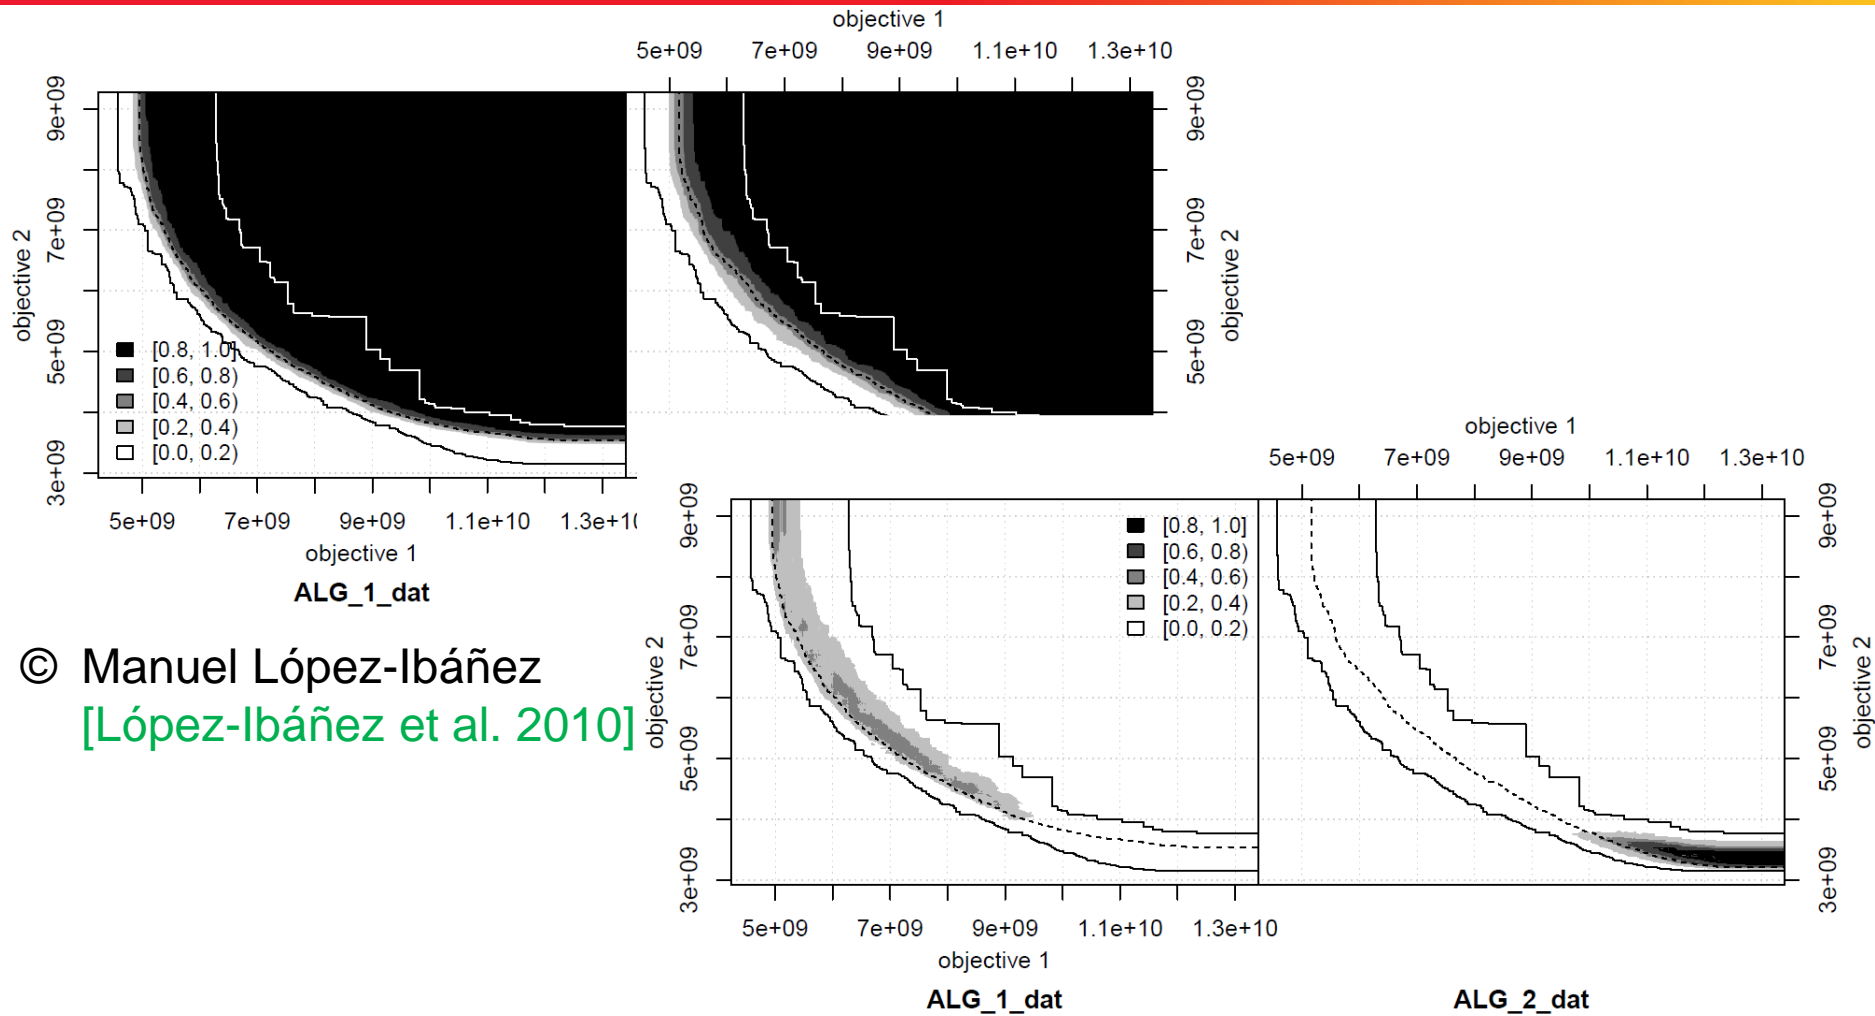 objective 1
5e+09 7e+09 9e+09 1.1e+10 1.3e+10
9e+09
7e+09
5e+09
3e+09
objective 2
[0.8, 1.0]
[0.6, 0.8)
[0.4, 0.6)
[0.2, 0.4)
[0.0, 0.2)
5e+09 7e+09 9e+09 1.1e+10 1.3e+10
objective 1
ALG_1_dat
9e+09
7e+09
5e+09
objective 2
© Manuel López-Ibáñez
[López-Ibáñez et al. 2010]
objective 1
5e+09 7e+09 9e+09 1.1e+10 1.3e+10
9e+09
7e+09
5e+09
3e+09
objective 2
[0.8, 1.0]
[0.6, 0.8)
[0.4, 0.6)
[0.2, 0.4)
[0.0, 0.2)
9e+09
7e+09
5e+09
3e+09
objective 2
5e+09 7e+09 9e+09 1.1e+10 1.3e+10
objective 1
ALG_1_dat
ALG_2_dat